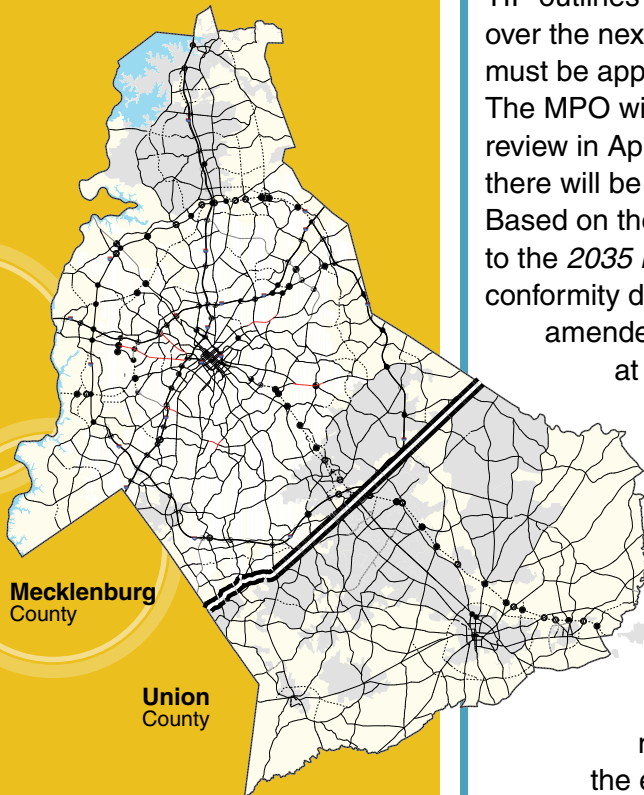 TIP outlines
over the nex
must be app
The MPO wi
review in Ap
there will be
Based on the
to the 2035
conformity d
amende
at
the e
Mecklenburg
County
Union
County